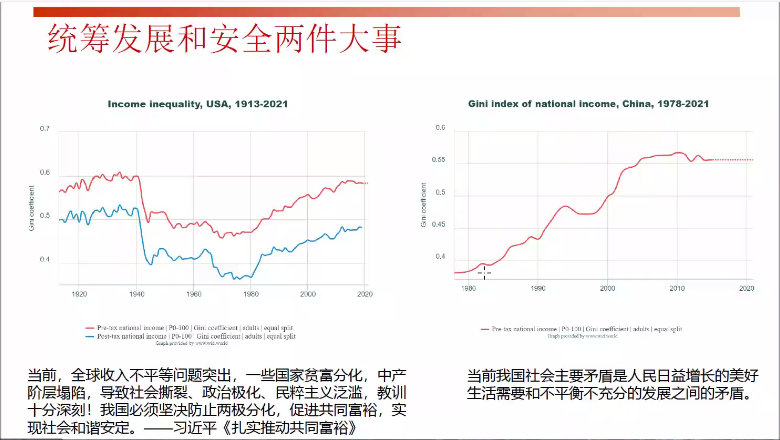 统筹发展和安全两件大事
Income inequality, USA, 1913-2021
0.7
0.6
0.5
0.4
Gini coefficient
1920
1940
1960
1980
2000
2020
Pre-tax national income | P0-100 | Gini coefficient | adults | equal split
Post-tax national income | P0-100 | Gini coefficient | adults | equal split
Graph provided by www.wid.world
Gini index of national income, China, 1978-2021
0.6
0.55
0.5
0.45
0.4
Gini coefficient
1980
1990
2000
2010
2020
Pre-tax national income | P0-100 | Gini coefficient | adults | equal split
Graph provided by www.wid.world
当前，全球收入不平等问题突出，一些国家贫富分化，中产
阶层塌陷，导致社会撕裂、政治极化、民粹主义泛滥，教训
十分深刻！我国必须坚决防止两极分化，促进共同富裕，实
现社会和谐安定。——习近平《扎实推动共同富裕》
当前我国社会主要矛盾是人民日益增长的美好
生活需要和不平衡不充分的发展之间的矛盾。